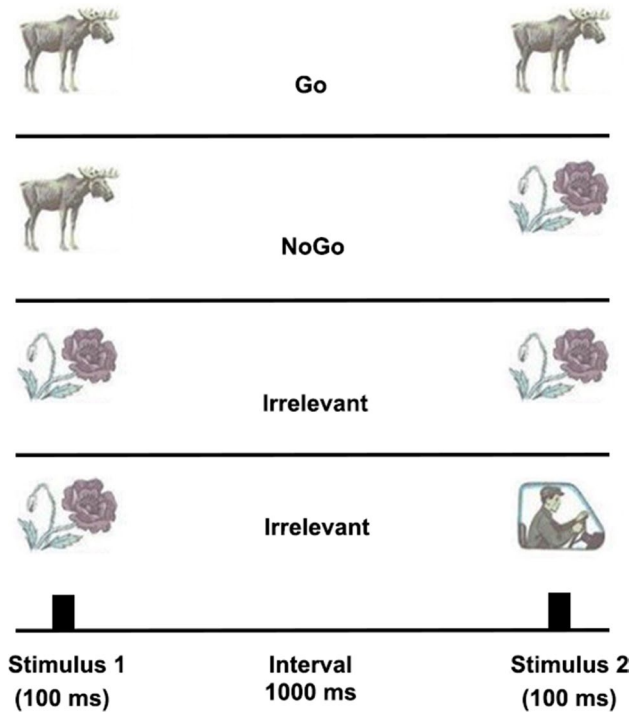 Go
NoGo
Irrelevant
Irrelevant
Stimulus 1
(100 ms)
Interval
1000 ms
Stimulus 2
(100 ms)